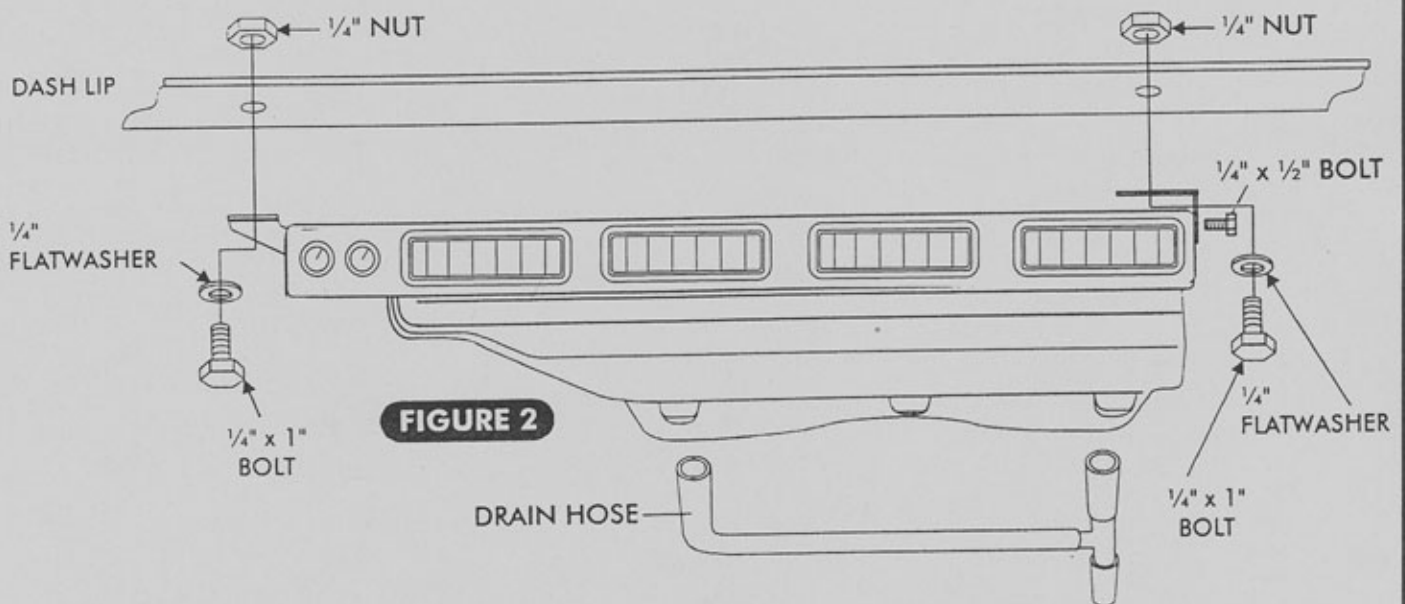 ¼" NUT
¼" NUT
DASH LIP
¼" x ½" BOLT
¼"
FLATWASHER
¼" x 1"
BOLT
FIGURE 2
¼"
FLATWASHER
¼" x 1"
BOLT
DRAIN HOSE